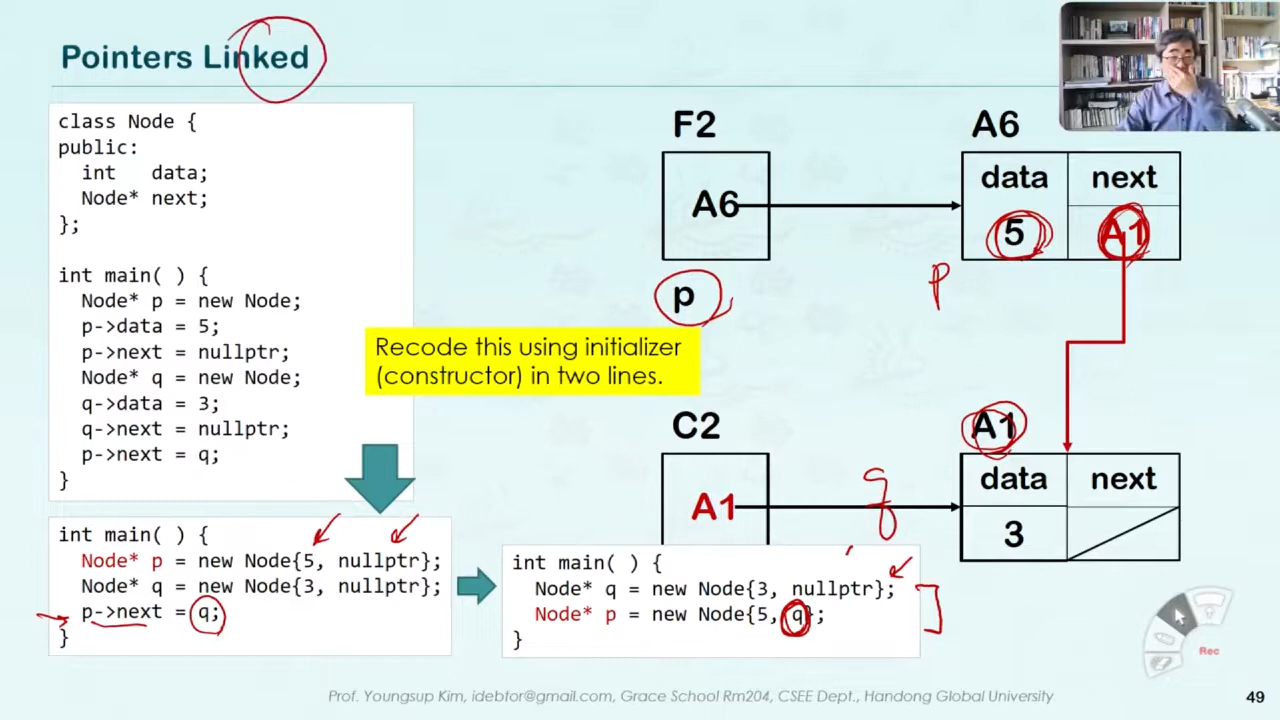 Pointers Linked
class Node {
public:
  int    data;
  Node* next;
};
int main( ) {
  Node* p = new Node;
  p->data = 5;
  p->next = nullptr;
  Node* q = new Node;
  q->data = 3;
  q->next = nullptr;
  p->next = q;
}
Recode this using initializer
(constructor) in two lines.
int main( ) {
  Node* p = new Node{5, nullptr};
  Node* q = new Node{3, nullptr};
  p->next = q;
}
int main( ) {
  Node* q = new Node{3, nullptr};
  Node* p = new Node{5, q};
}
F2
A6
p
A6
data next
5 A1
p
C2
A1
q
A1
data next
3
Rec
Prof. Youngsup Kim, idebtor@gmail.com, Grace School Rm204, CSEE Dept., Handong Global University
49